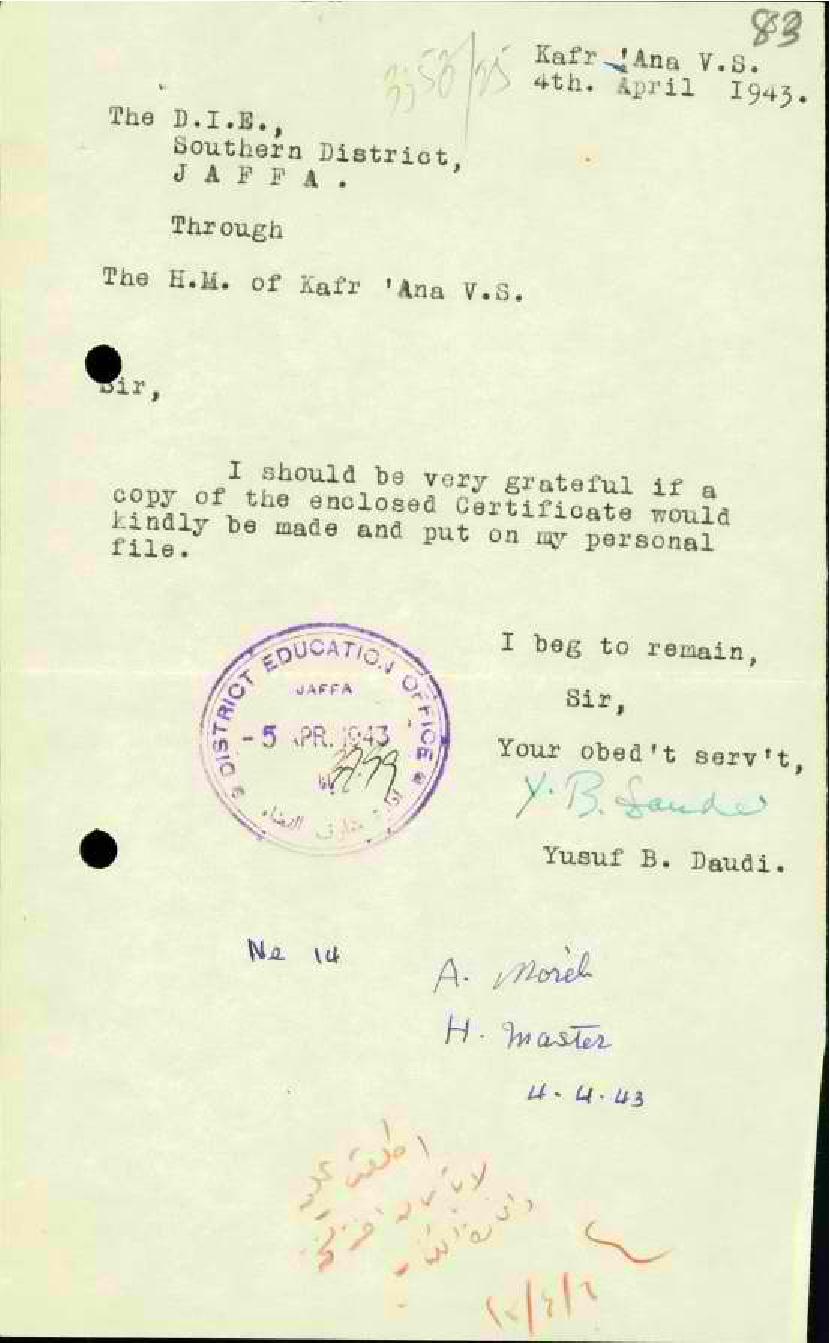 83
Kafr 'Ana V.S.
4th. April 1943.
The D.I.E.,
Southern District,
J A F F A .
Through
The H.M. of Kafr 'Ana V.S.
Sir,
I should be very grateful if a
copy of the enclosed Certificate would
kindly be made and put on my personal
file.
I beg to remain,
Sir,
Your obed't serv't,
Y. B. Daudi
Yusuf B. Daudi.
DISTRICT EDUCATION OFFICE
JAFFA
- 5 APR. 1943
No 14
A.
H. Master
4. 4. 43
اطلعت عليه